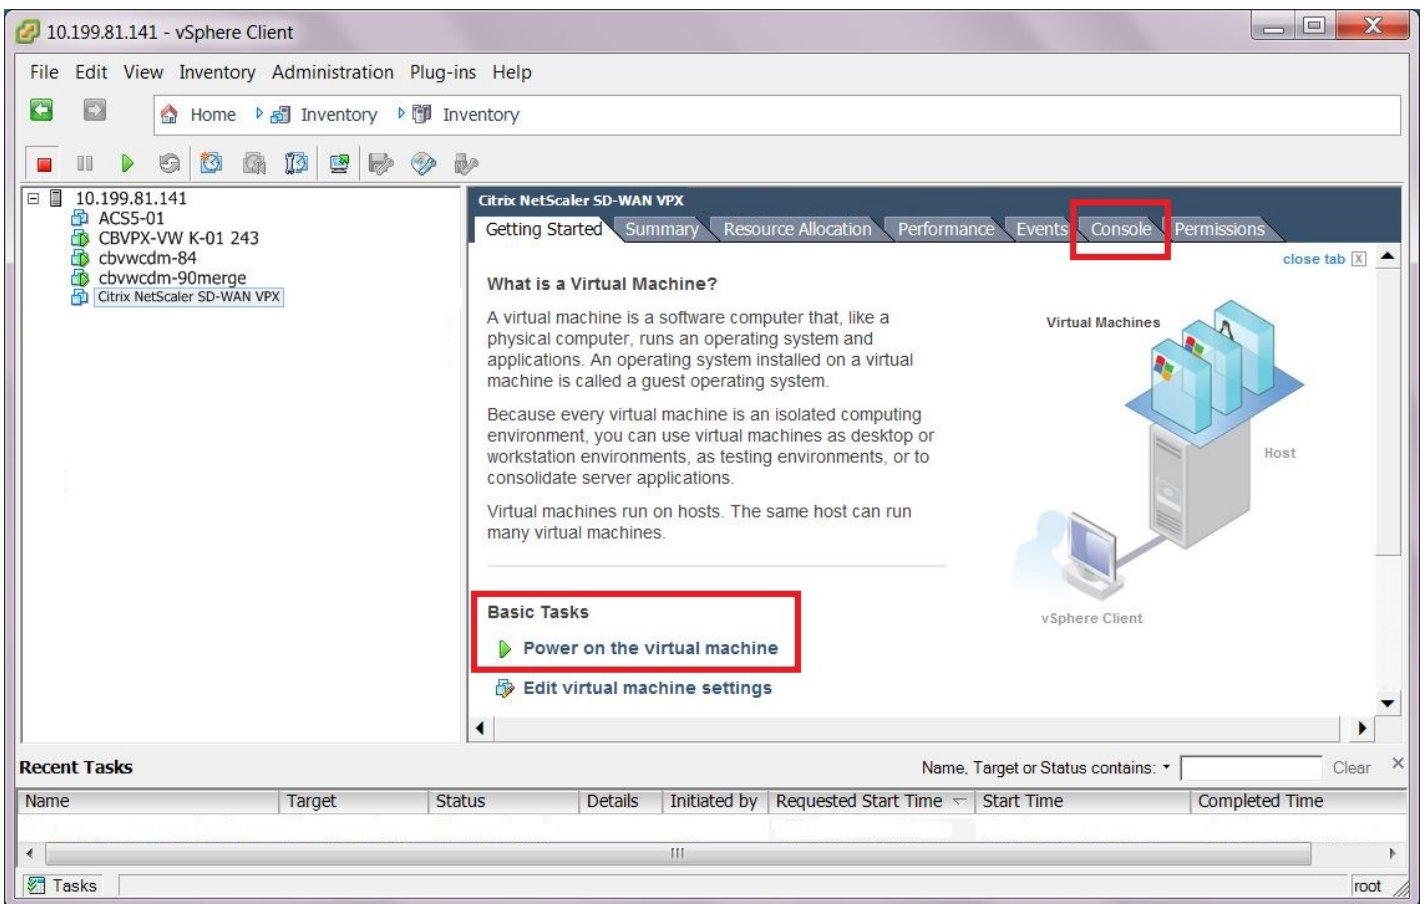 10.199.81.141 - vSphere Client
File Edit View Inventory Administration Plug-ins Help
Home Inventory Inventory
10.199.81.141
ACS5-01
CBVPX-VW K-01 243
cbvwcdm-84
cbvwcdm-90merge
Citrix NetScaler SD-WAN VPX
Citrix NetScaler SD-WAN VPX
Getting Started Summary Resource Allocation Performance Events Console Permissions
close tab X
What is a Virtual Machine?
A virtual machine is a software computer that, like a
physical computer, runs an operating system and
applications. An operating system installed on a virtual
machine is called a guest operating system.
Because every virtual machine is an isolated computing
environment, you can use virtual machines as desktop or
workstation environments, as testing environments, or to
consolidate server applications.
Virtual machines run on hosts. The same host can run
many virtual machines.
Virtual Machines
Host
vSphere Client
Basic Tasks
Power on the virtual machine
Edit virtual machine settings
Recent Tasks
Name, Target or Status contains:
Clear
Name Target Status Details Initiated by Requested Start Time Start Time Completed Time
Tasks
root